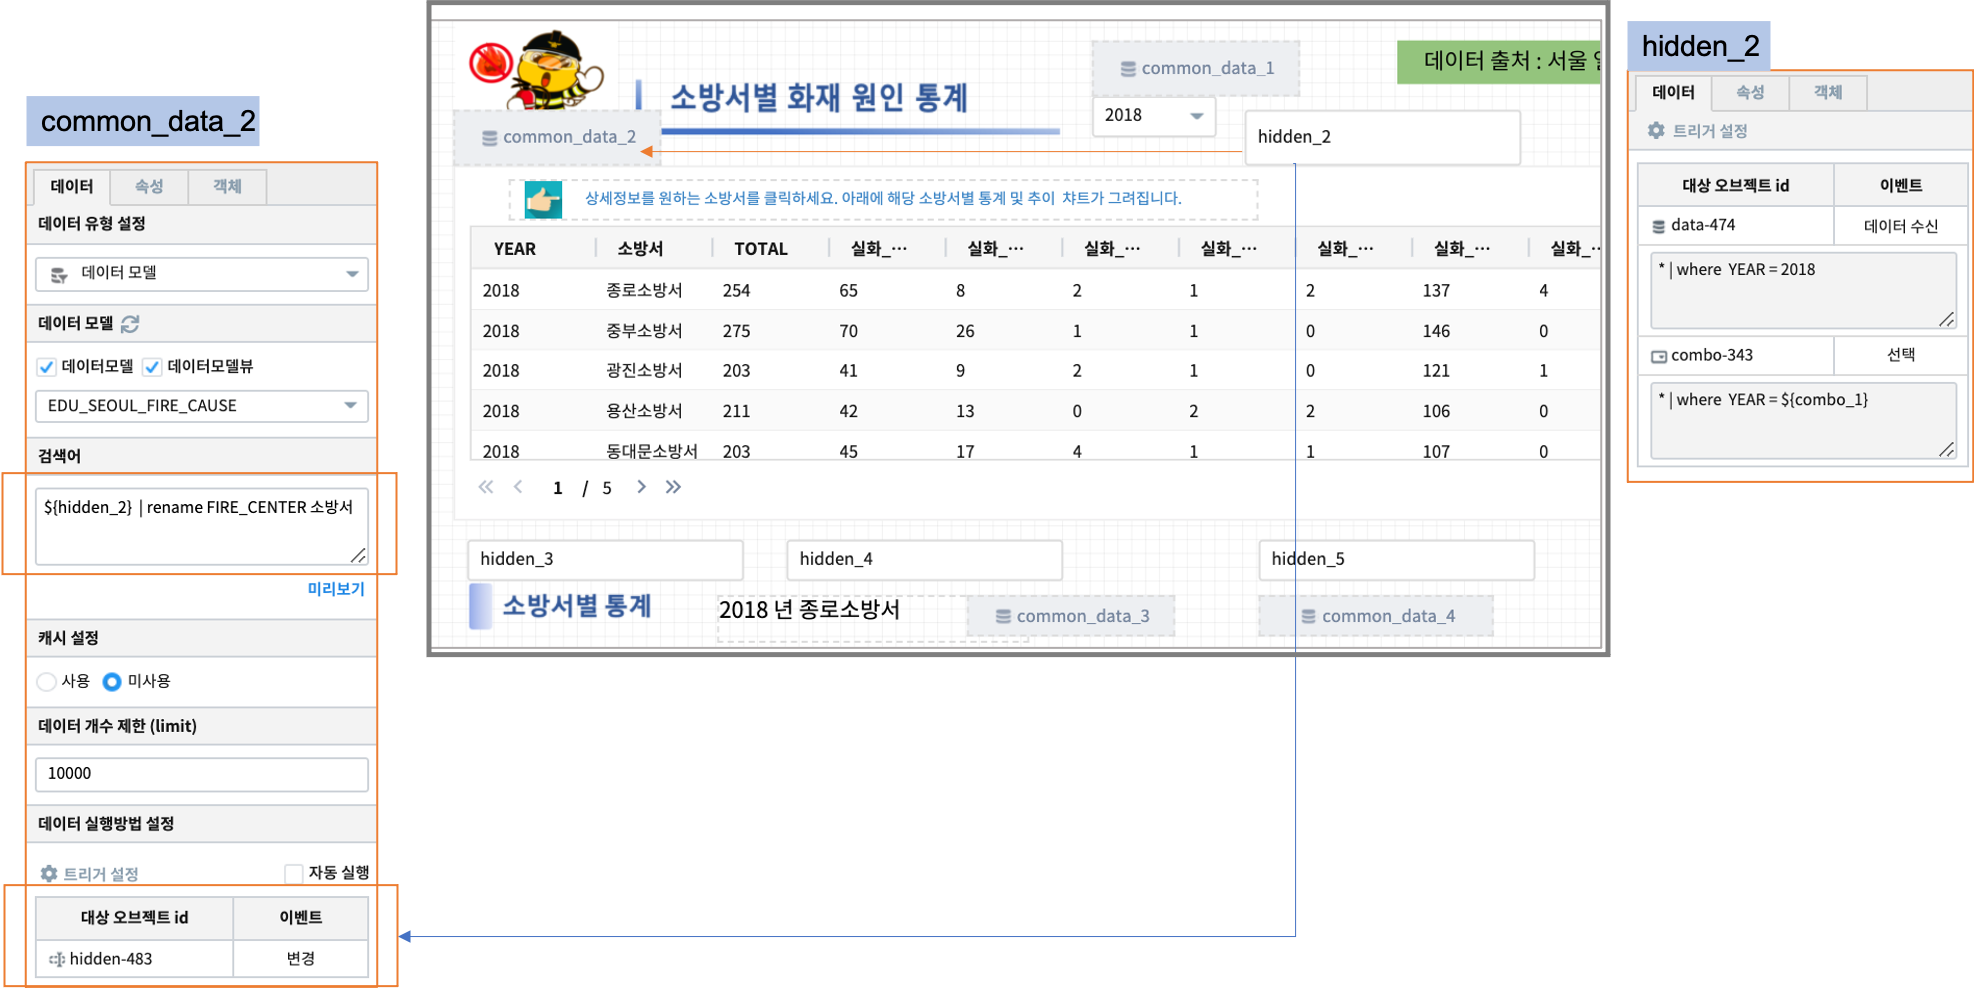 common_data_2
데이터
속성
객체
데이터 유형 설정
데이터 모델
데이터 모델
데이터모델
데이터모델뷰
EDU_SEOUL_FIRE_CAUSE
검색어
${hidden_2} | rename FIRE_CENTER 소방서
미리보기
캐시 설정
사용
미사용
데이터 개수 제한 (limit)
10000
데이터 실행방법 설정
트리거 설정
자동 실행
대상 오브젝트 id
이벤트
hidden-483
변경
소방서별 화재 원인 통계
common_data_1
데이터 출처 : 서울
2018
common_data_2
hidden_2
상세정보를 원하는 소방서를 클릭하세요. 아래에 해당 소방서별 통계 및 추이 챠트가 그려집니다.
YEAR 소방서 TOTAL 실화_… 실화_… 실화_… 실화_… 실화_… 실화_… 실화_…
2018 종로소방서 254 65 8 2 1 2 137 4
2018 중부소방서 275 70 26 1 1 0 146 0
2018 광진소방서 203 41 9 2 1 0 121 1
2018 용산소방서 211 42 13 0 2 2 106 0
2018 동대문소방서 203 45 17 4 1 1 107 0
1 / 5
hidden_3
hidden_4
hidden_5
소방서별 통계
2018 년 종로소방서
common_data_3
common_data_4
hidden_2
데이터
속성
객체
트리거 설정
대상 오브젝트 id
이벤트
data-474
데이터 수신
* | where YEAR = 2018
combo-343
선택
* | where YEAR = ${combo_1}